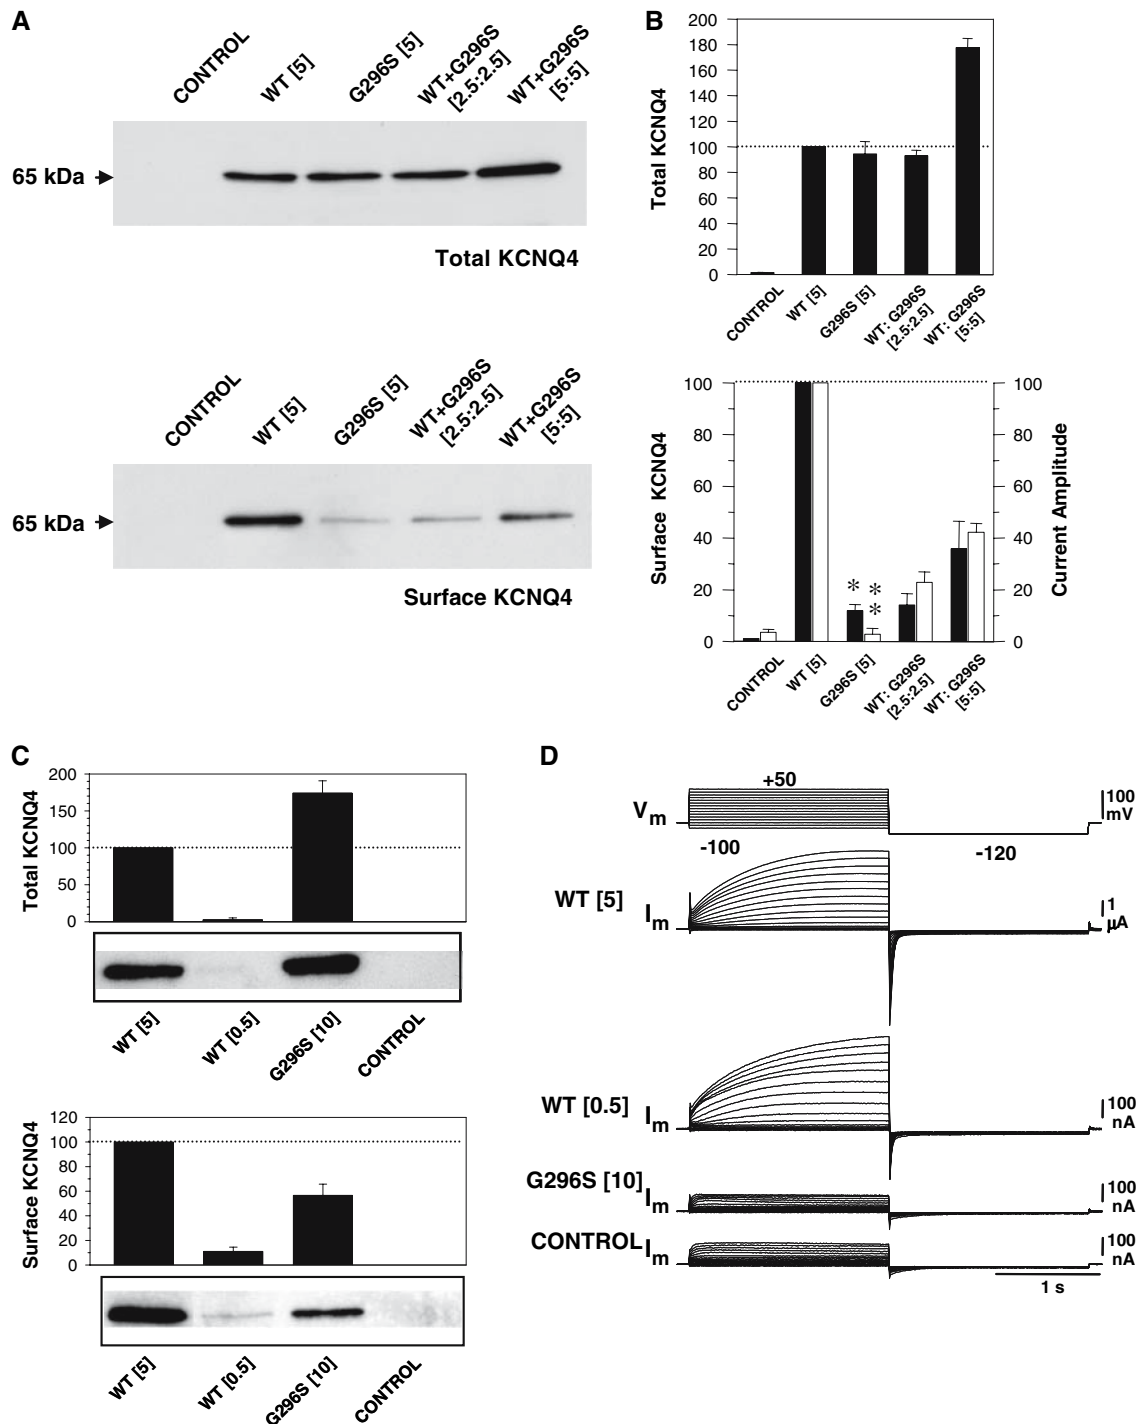 A
CONTROL
WT [5]
G296S [5]
WT+G296S
[2.5:2.5]
WT+G296S
[5:5]
65 kDa
Total KCNQ4
CONTROL
WT [5]
G296S [5]
WT+G296S
[2.5:2.5]
WT+G296S
[5:5]
65 kDa
Surface KCNQ4
B
Total KCNQ4
200
180
160
140
120
100
80
60
40
20
0
CONTROL
WT [5]
G296S [5]
WT: G296S
[2.5:2.5]
WT: G296S
[5:5]
Surface KCNQ4
100
80
60
40
20
0
*
*
*
100
80
60
40
20
0
Current Amplitude
CONTROL
WT [5]
G296S [5]
WT: G296S
[2.5:2.5]
WT: G296S
[5:5]
C
Total KCNQ4
200
150
100
50
0
WT [5]
WT [0.5]
G296S [10]
CONTROL
Surface KCNQ4
120
100
80
60
40
20
0
WT [5]
WT [0.5]
G296S [10]
CONTROL
D
Vm
+50
-100
-120
100
mV
WT [5]
Im
1
µA
WT [0.5]
Im
100
nA
G296S [10]
Im
100
nA
CONTROL
Im
100
nA
1 s